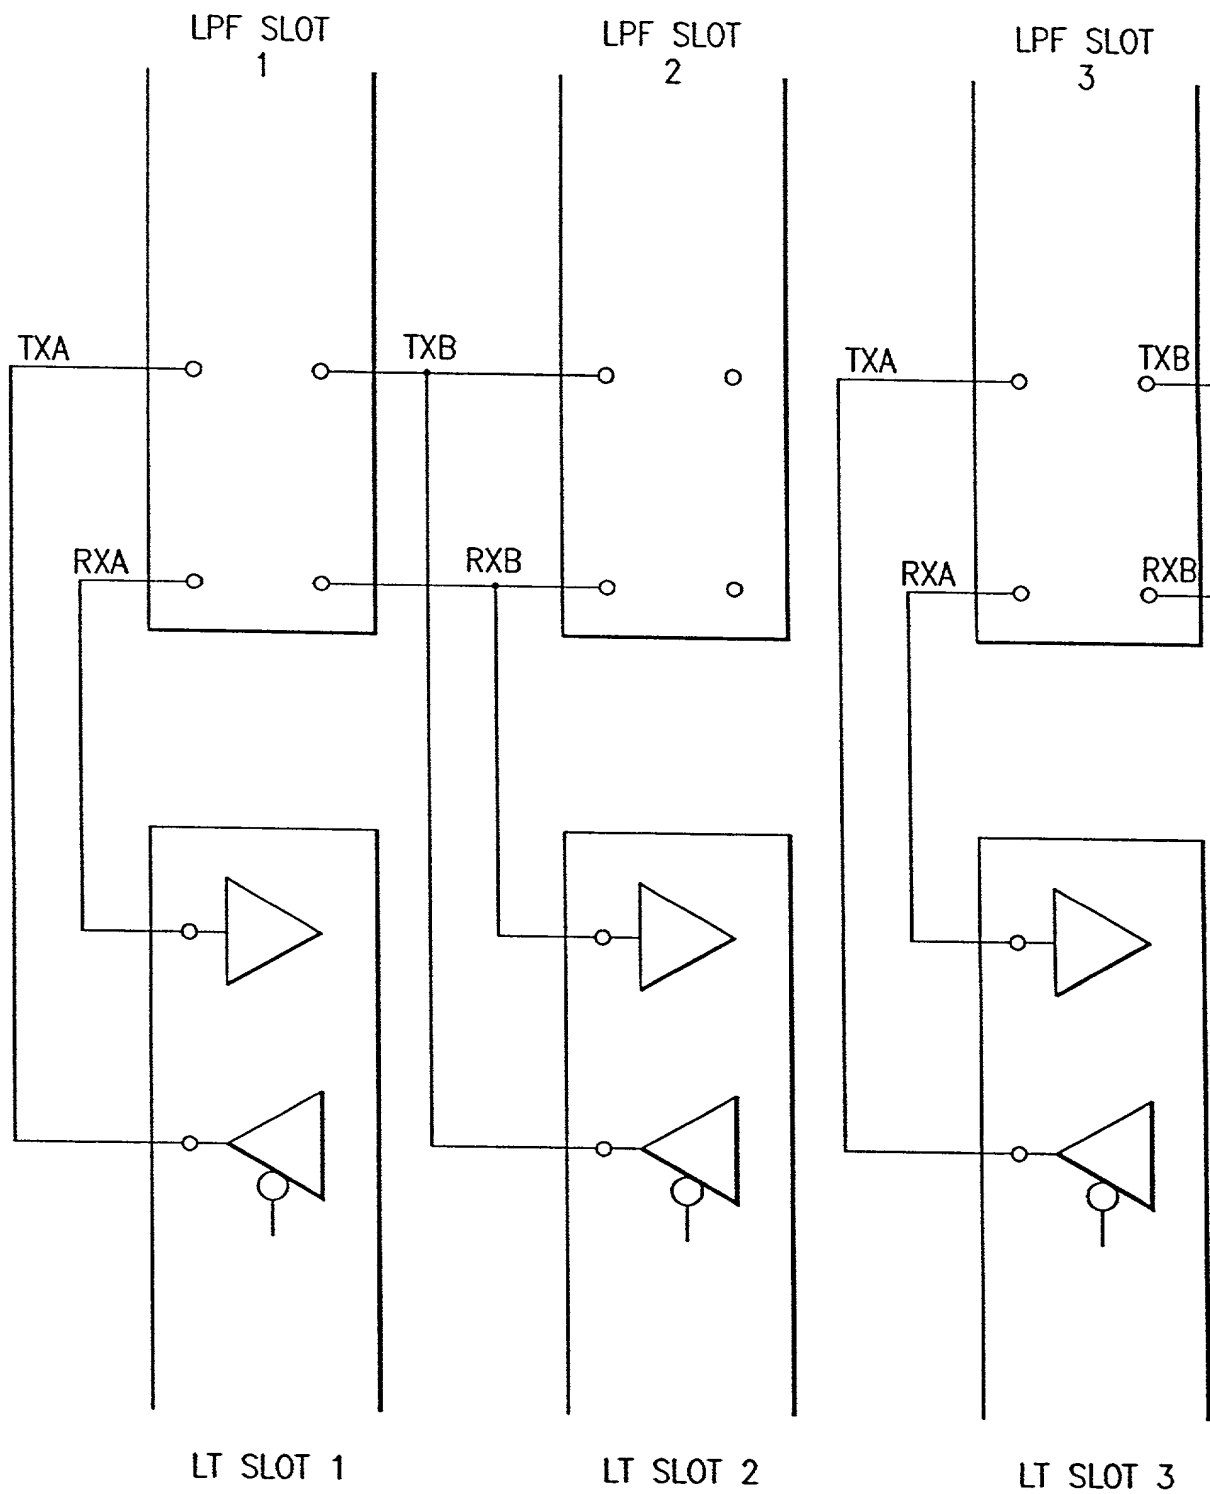 LPF SLOT
1
LPF SLOT
2
LPF SLOT
3
TXA
TXB
TXA
TXB
RXA
RXB
RXA
RXB
LT SLOT 1
LT SLOT 2
LT SLOT 3